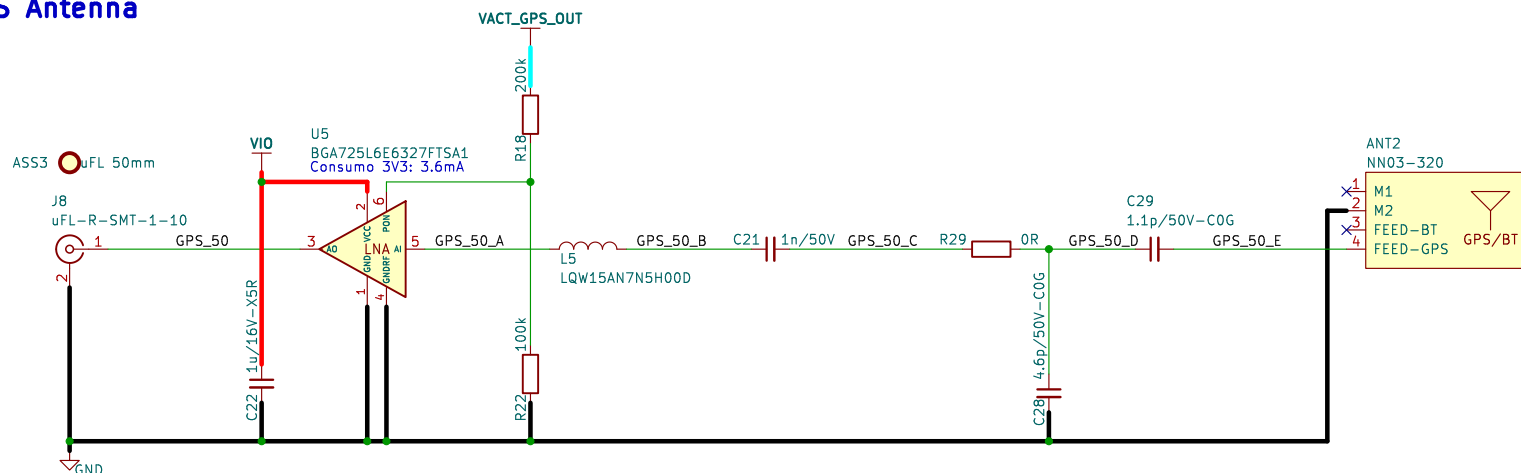 S Antenna
VACT_GPS_OUT
200k
R18
VIO
U5
BGA725L6E6327FTSA1
Consumo 3V3: 3.6mA
ASS3
uFL 50mm
J8
uFL-R-SMT-1-10
1
2
GPS_50
3
AO
LNA
2
VCC
6
PON
AI
5
GND
1
GNDRF
4
GPS_50_A
L5
LQW15AN7N5H00D
GPS_50_B
C21
1n/50V
GPS_50_C
R29
0R
GPS_50_D
C29
1.1p/50V-C0G
GPS_50_E
ANT2
NN03-320
1 M1
2 M2
3 FEED-BT
4 FEED-GPS
GPS/BT
1u/16V-X5R
C22
100k
R22
4.6p/50V-C0G
C28
GND